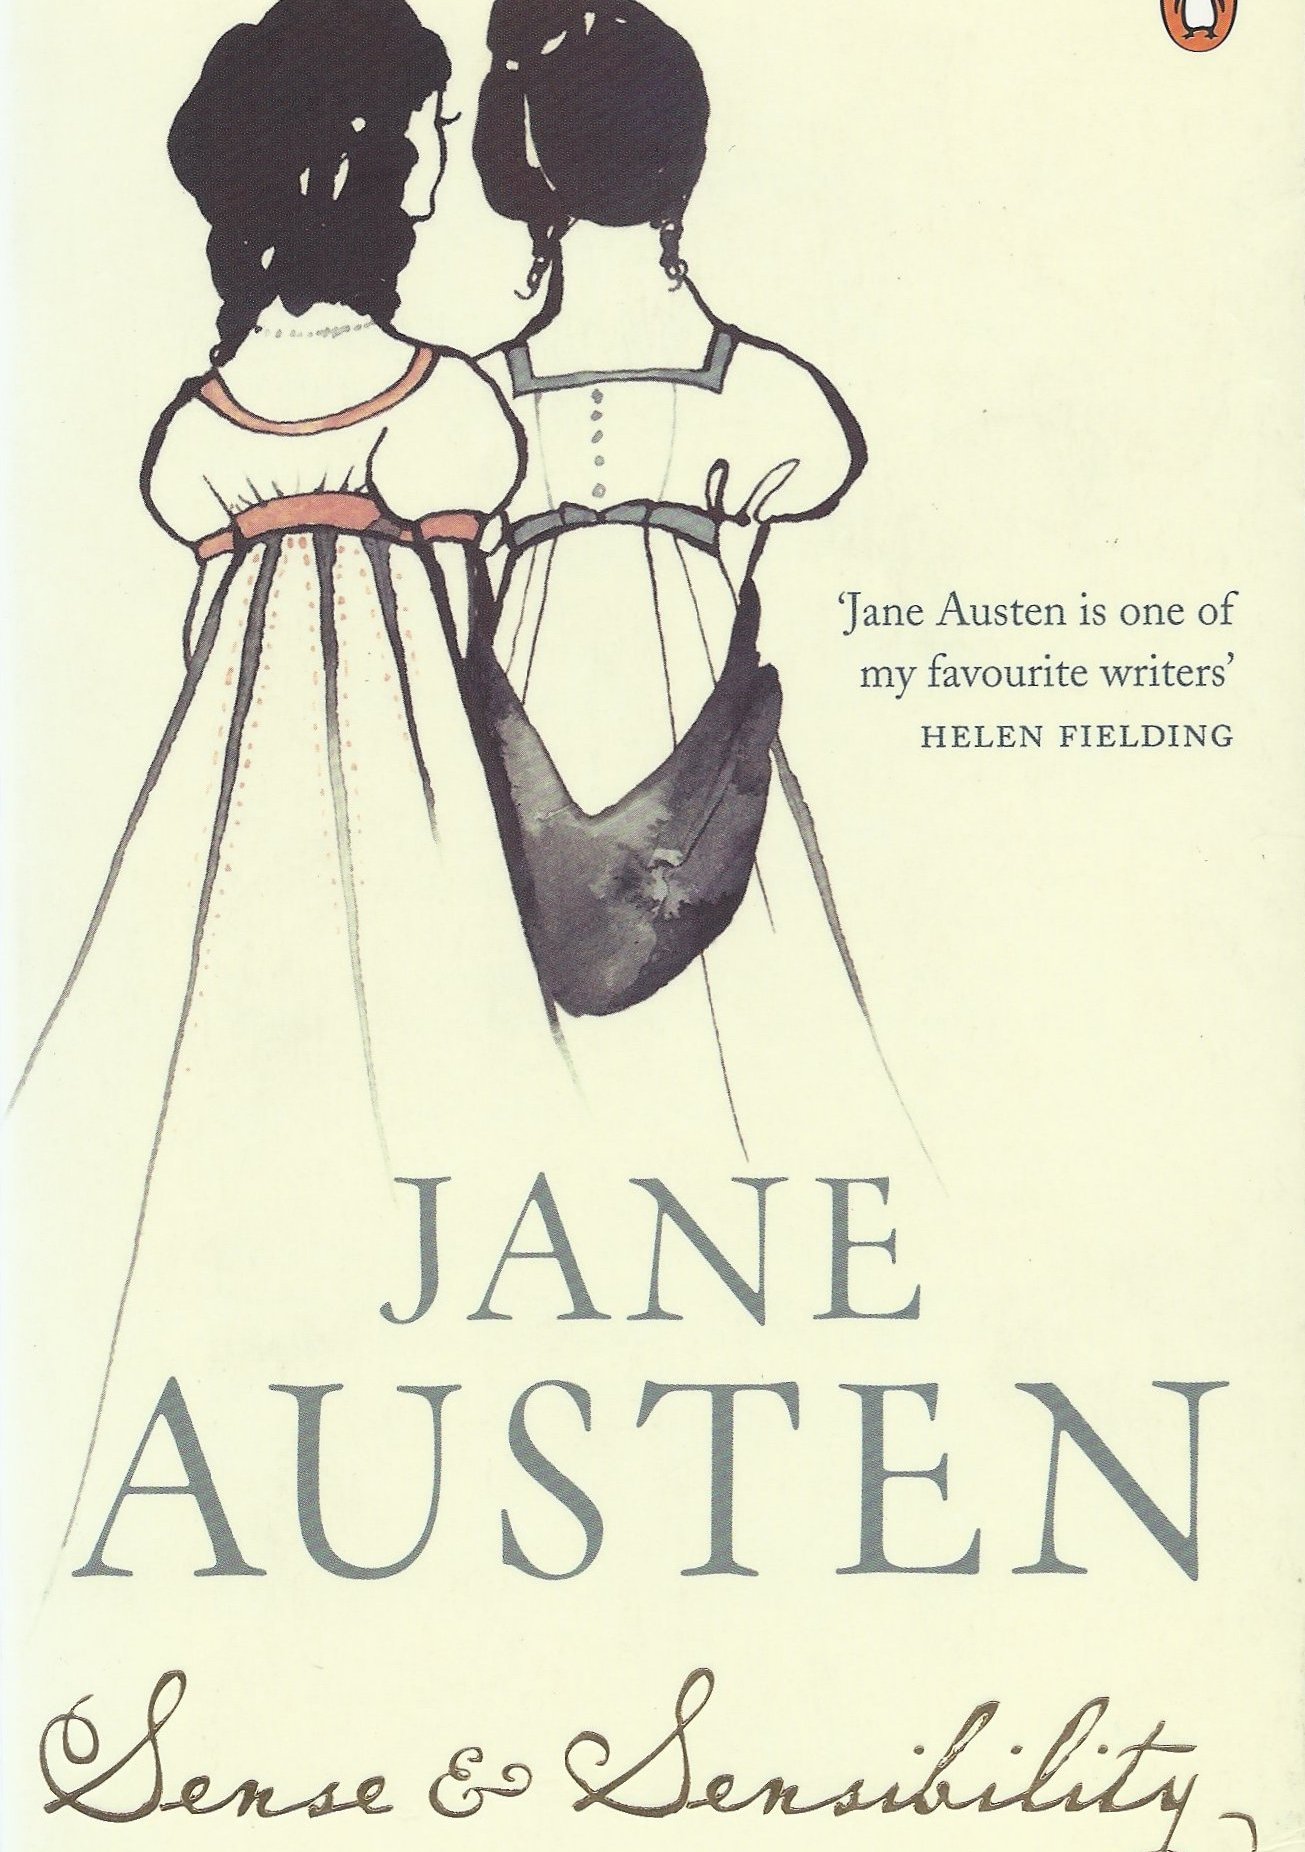 ‘Jane Austen is one of
my favourite writers’
HELEN FIELDING
JANE
AUSTEN
Sense & Sensibility